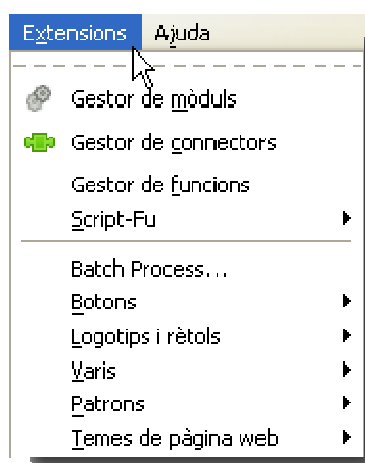 Extensions Ajuda
Gestor de mòduls
Gestor de connectors
Gestor de funcions
Script-Fu
Batch Process...
Botons
Logotips i rètols
Varis
Patrons
Temes de pàgina web